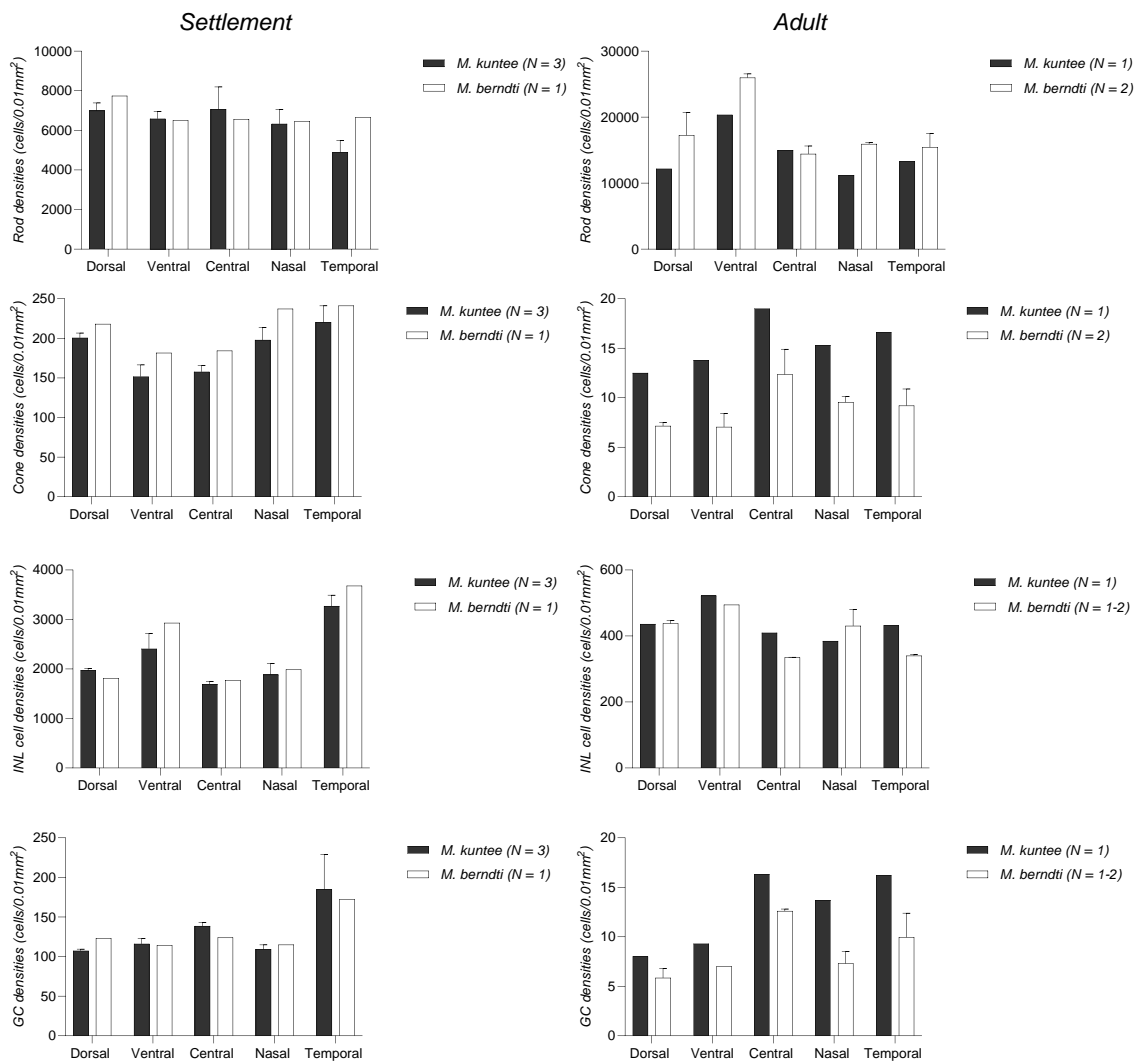 Settlement
Adult
Rod densities (cells/0.01mm²)
10000
8000
6000
4000
2000
0
Dorsal Ventral Central Nasal Temporal
M. kuntee (N = 3)
M. berndti (N = 1)
Rod densities (cells/0.01mm²)
30000
20000
10000
0
Dorsal Ventral Central Nasal Temporal
M. kuntee (N = 1)
M. berndti (N = 2)
Cone densities (cells/0.01mm²)
250
200
150
100
50
0
Dorsal Ventral Central Nasal Temporal
M. kuntee (N = 3)
M. berndti (N = 1)
Cone densities (cells/0.01mm²)
20
15
10
5
0
Dorsal Ventral Central Nasal Temporal
M. kuntee (N = 1)
M. berndti (N = 2)
INL cell densities (cells/0.01mm²)
4000
3000
2000
1000
0
Dorsal Ventral Central Nasal Temporal
M. kuntee (N = 3)
M. berndti (N = 1)
INL cell densities (cells/0.01mm²)
600
400
200
0
Dorsal Ventral Central Nasal Temporal
M. kuntee (N = 1)
M. berndti (N = 1-2)
GC densities (cells/0.01mm²)
250
200
150
100
50
0
Dorsal Ventral Central Nasal Temporal
M. kuntee (N = 3)
M. berndti (N = 1)
GC densities (cells/0.01mm²)
20
15
10
5
0
Dorsal Ventral Central Nasal Temporal
M. kuntee (N = 1)
M. berndti (N = 1-2)